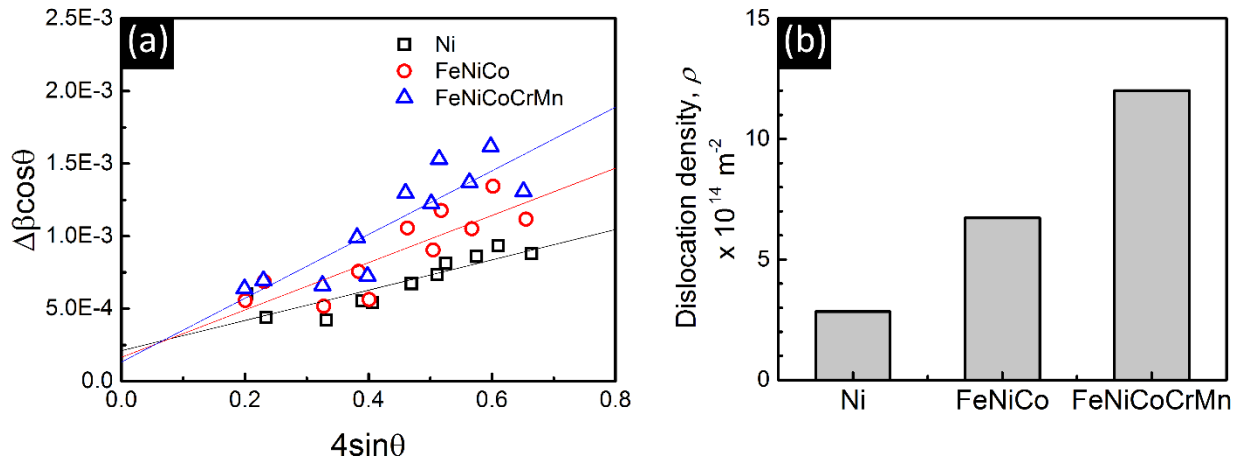 (a)
2.5E-3
2.0E-3
1.5E-3
1.0E-3
5.0E-4
0.0
Δβcosθ
Ni
FeNiCo
FeNiCoCrMn
0.0 0.2 0.4 0.6 0.8
4sinθ
(b)
15
10
5
0
Dislocation density, ρ
x 10¹⁴ m⁻²
Ni FeNiCo FeNiCoCrMn